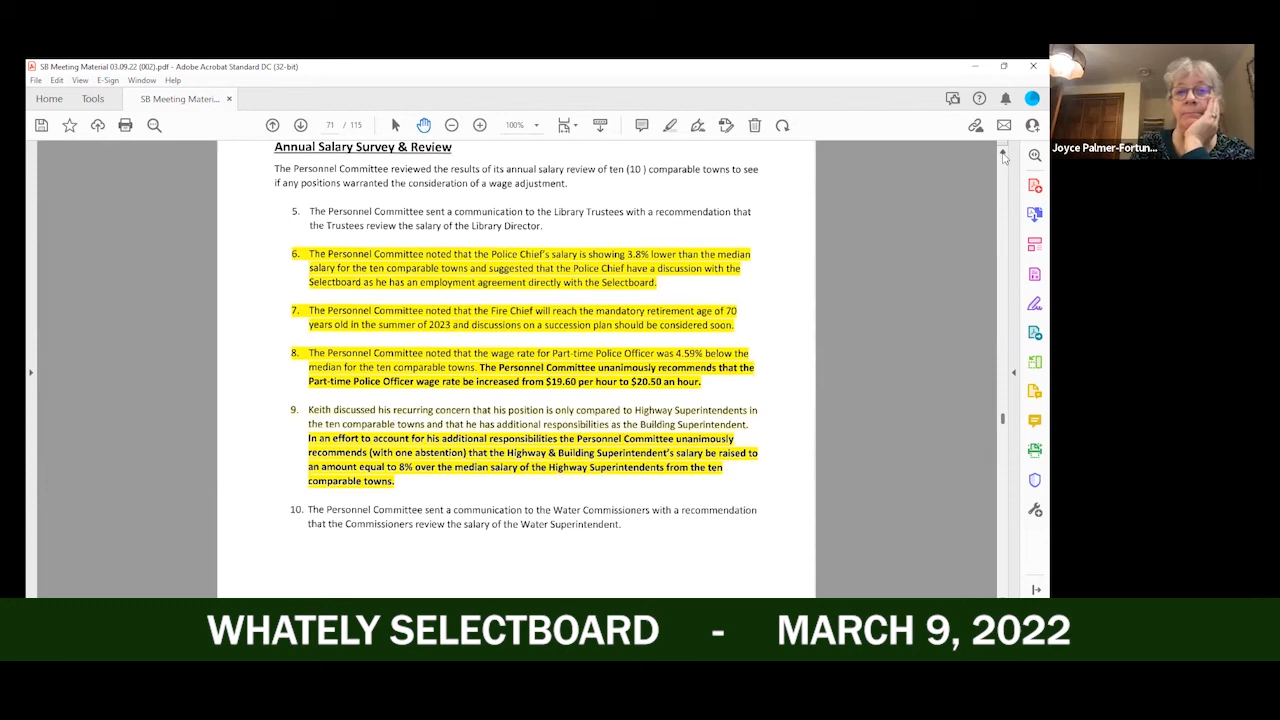 SB Meeting Material 03.09.22 (002).pdf - Adobe Acrobat Standard DC (32-bit)
File Edit View E-Sign Window Help
Home Tools SB Meeting Materi... ×
71 / 115 100%
Joyce Palmer-Fortun...
Annual Salary Survey & Review
The Personnel Committee reviewed the results of its annual salary review of ten (10 ) comparable towns to see
if any positions warranted the consideration of a wage adjustment.
5. The Personnel Committee sent a communication to the Library Trustees with a recommendation that
the Trustees review the salary of the Library Director.
6. The Personnel Committee noted that the Police Chief's salary is showing 3.8% lower than the median
salary for the ten comparable towns and suggested that the Police Chief have a discussion with the
Selectboard as he has an employment agreement directly with the Selectboard.
7. The Personnel Committee noted that the Fire Chief will reach the mandatory retirement age of 70
years old in the summer of 2023 and discussions on a succession plan should be considered soon.
8. The Personnel Committee noted that the wage rate for Part-time Police Officer was 4.59% below the
median for the ten comparable towns. The Personnel Committee unanimously recommends that the
Part-time Police Officer wage rate be increased from $19.60 per hour to $20.50 an hour.
9. Keith discussed his recurring concern that his position is only compared to Highway Superintendents in
the ten comparable towns and that he has additional responsibilities as the Building Superintendent.
In an effort to account for his additional responsibilities the Personnel Committee unanimously
recommends (with one abstention) that the Highway & Building Superintendent's salary be raised to
an amount equal to 8% over the median salary of the Highway Superintendents from the ten
comparable towns.
10. The Personnel Committee sent a communication to the Water Commissioners with a recommendation
that the Commissioners review the salary of the Water Superintendent.
WHATELY SELECTBOARD - MARCH 9, 2022